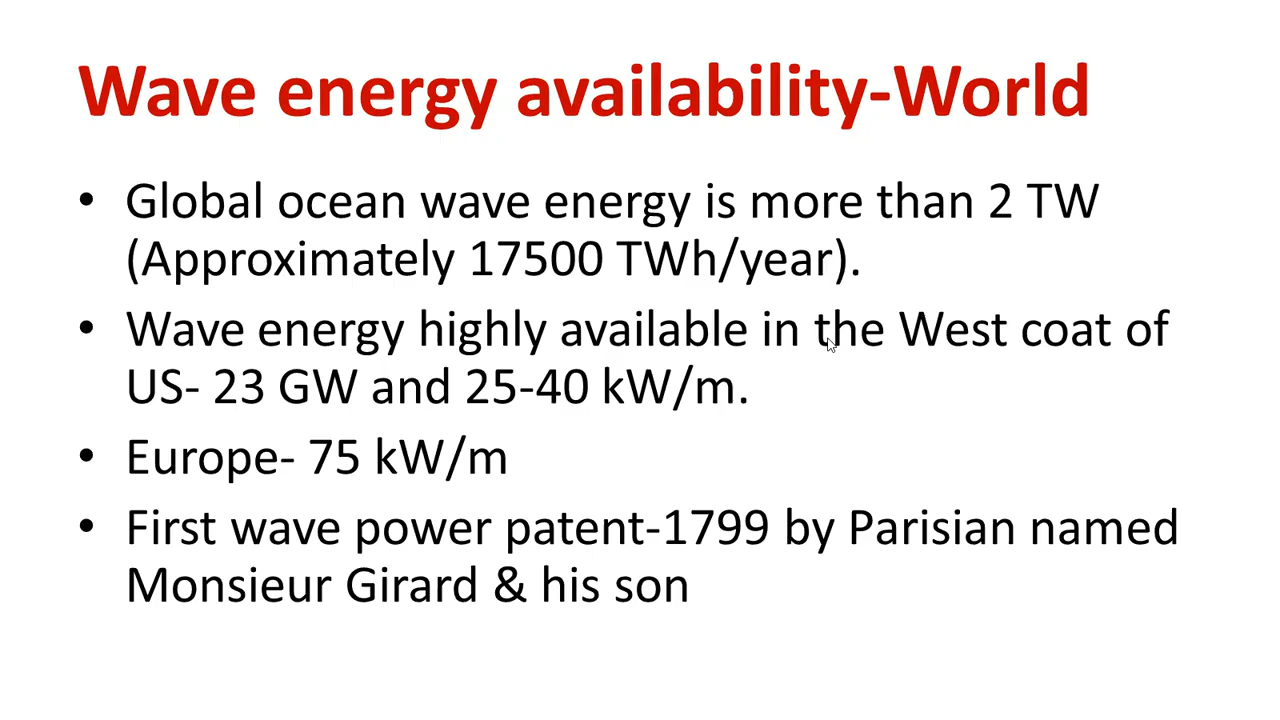 Wave energy availability-World
• Global ocean wave energy is more than 2 TW
(Approximately 17500 TWh/year).
• Wave energy highly available in the West coat of
US- 23 GW and 25-40 kW/m.
• Europe- 75 kW/m
• First wave power patent-1799 by Parisian named
Monsieur Girard & his son